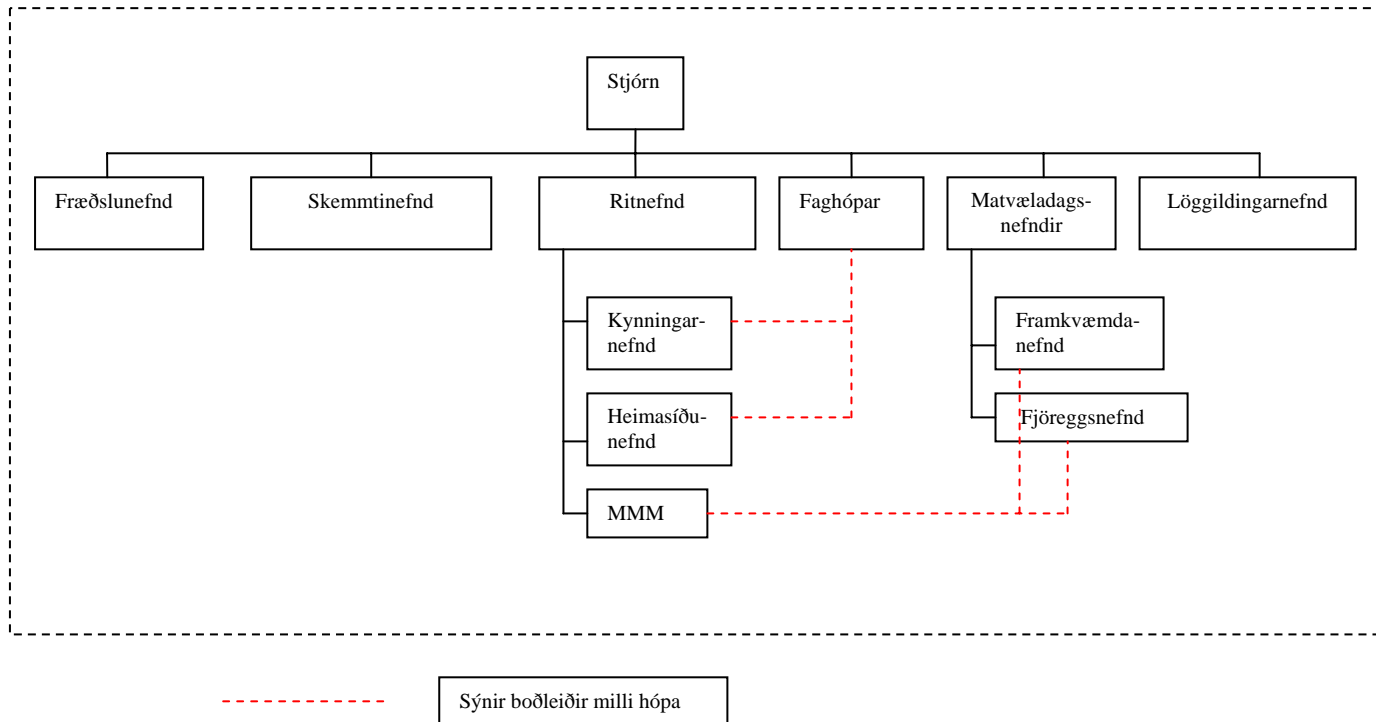 Stjórn
Fræðslunefnd
Skemmtinefnd
Ritnefnd
Faghópar
Matvæladags-
nefndir
Löggildingarnefnd
Kynningar-
nefnd
Framkvæmda-
nefnd
Heimasíðu-
nefnd
Fjöreggsnefnd
MMM
Sýnir boðleiðir milli hópa